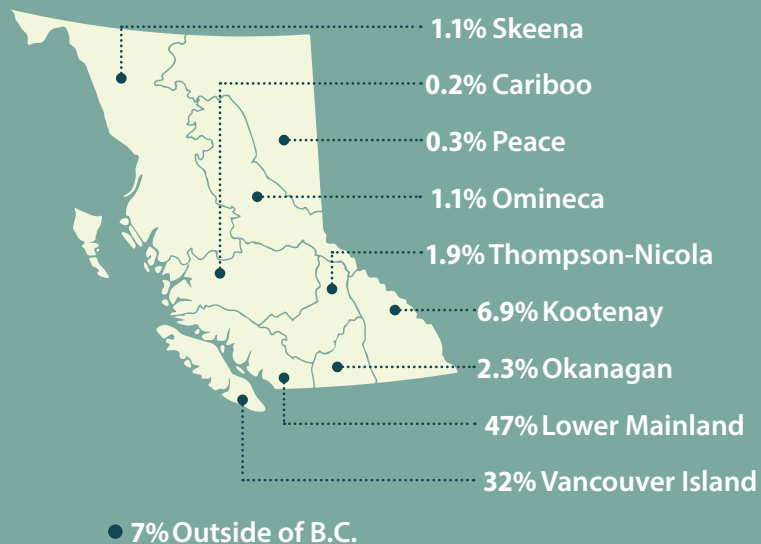 1.1% Skeena
0.2% Cariboo
0.3% Peace
1.1% Omineca
1.9% Thompson-Nicola
6.9% Kootenay
2.3% Okanagan
47% Lower Mainland
32% Vancouver Island
7% Outside of B.C.